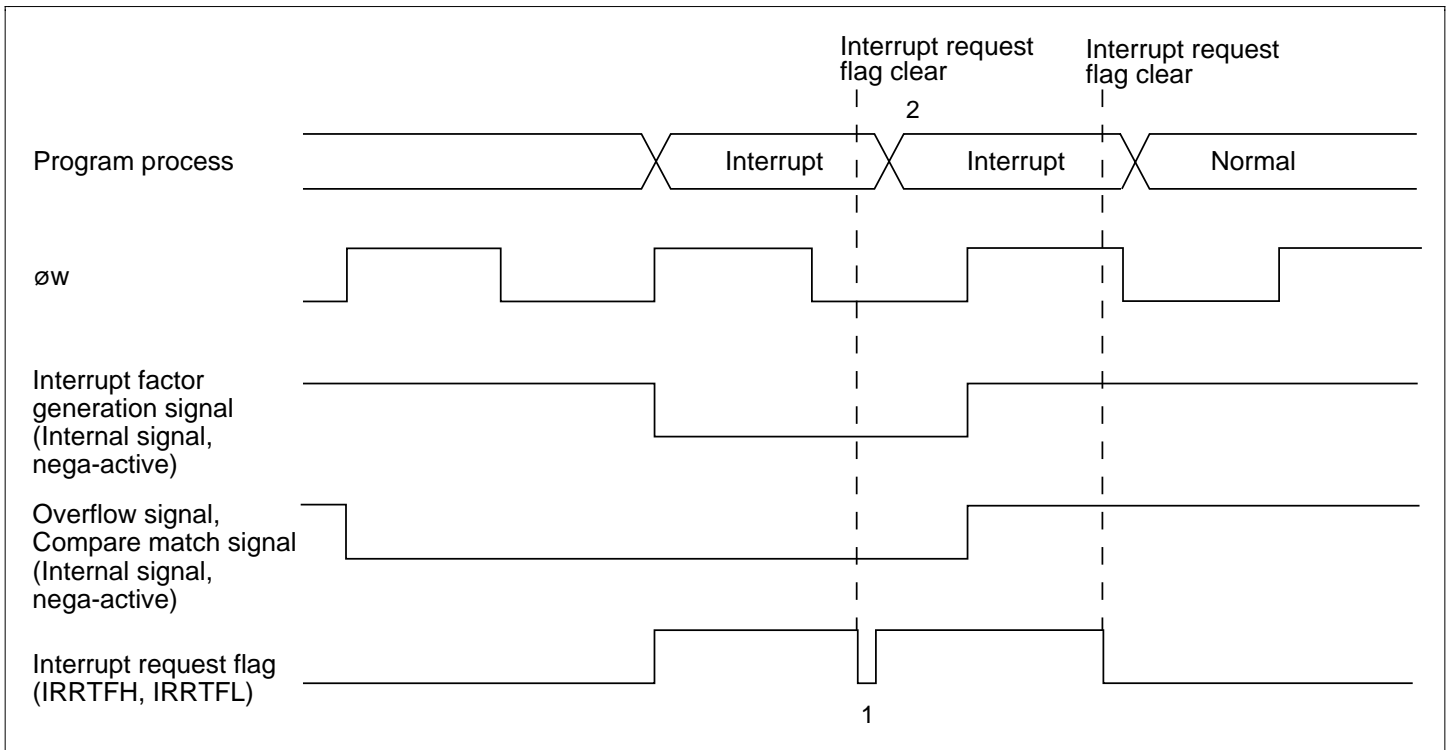 Interrupt request
flag clear
Interrupt request
flag clear
2
Program process
Interrupt
Interrupt
Normal
øw
Interrupt factor
generation signal
(Internal signal,
nega-active)
Overflow signal,
Compare match signal
(Internal signal,
nega-active)
Interrupt request flag
(IRRTFH, IRRTFL)
1